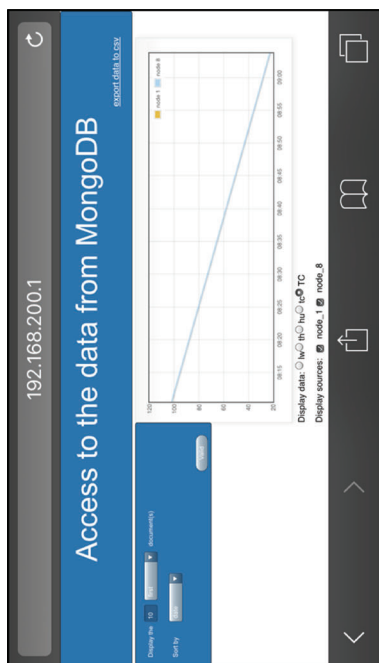 192.168.200.1
Access to the data from MongoDB
export data to csv
Display the 10 document(s)
Sort by
node 1 node 8
120
100
80
60
40
20
08:15 08:20 08:25 08:30 08:35 08:40 08:45 08:50 08:55 09:00
Display data: lw th hu tc TC
Display sources: node_1 node_8